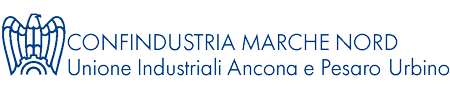 CONFINDUSTRIA MARCHE NORD
Unione Industriali Ancona e Pesaro Urbino